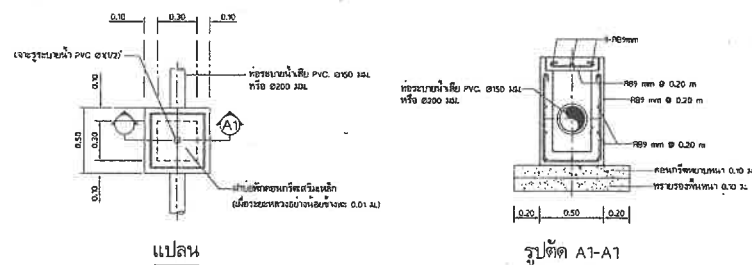 0.10 0.30 0.10
เจาะรูระบายน้ำ PVC Ø1(1/2)"
ท่อระบายน้ำเสีย PVC. Ø150 มม.
หรือ Ø200 มม.
0.10
0.50
0.20
0.10
A1
ฝาบ่อพักคอนกรีตเสริมเหล็ก
(เผื่อระยะหลวมอย่างน้อยข้างละ 0.01 ม.)
แปลน
RB9mm
ท่อระบายน้ำเสีย PVC. Ø150 มม.
หรือ Ø200 มม.
RB9 mm @ 0.20 m
RB9 mm @ 0.20 m
RB9 mm @ 0.20 m
คอนกรีตหยาบหนา 0.10 ม.
ทรายรองพื้นหนา 0.10 ม.
0.20 0.50 0.20
รูปตัด A1-A1